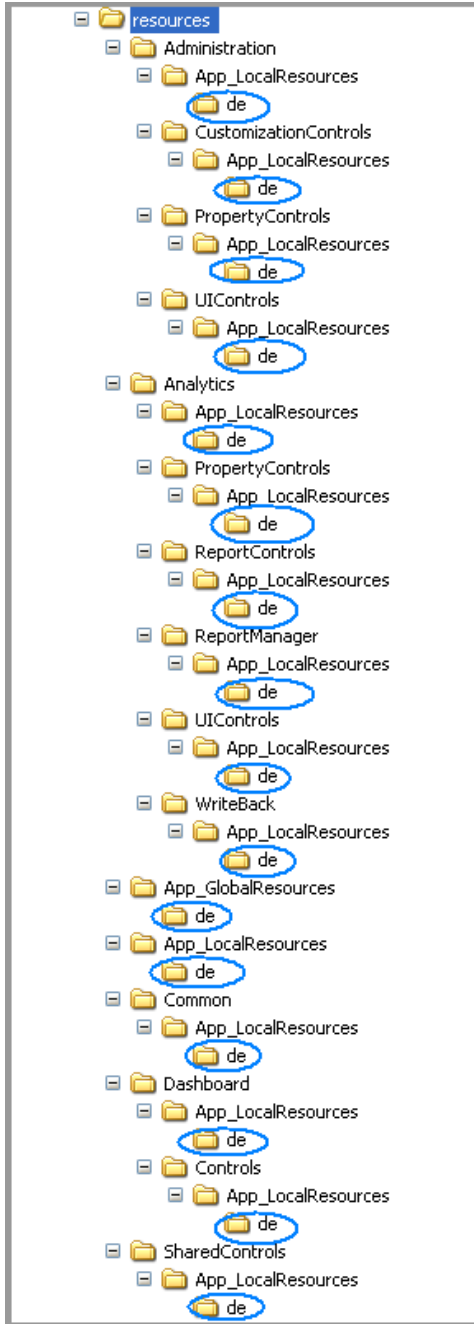 resources
Administration
App_LocalResources
de
CustomizationControls
App_LocalResources
de
PropertyControls
App_LocalResources
de
UIControls
App_LocalResources
de
Analytics
App_LocalResources
de
PropertyControls
App_LocalResources
de
ReportControls
App_LocalResources
de
ReportManager
App_LocalResources
de
UIControls
App_LocalResources
de
WriteBack
App_LocalResources
de
App_GlobalResources
de
App_LocalResources
de
Common
App_LocalResources
de
Dashboard
App_LocalResources
de
Controls
App_LocalResources
de
SharedControls
App_LocalResources
de